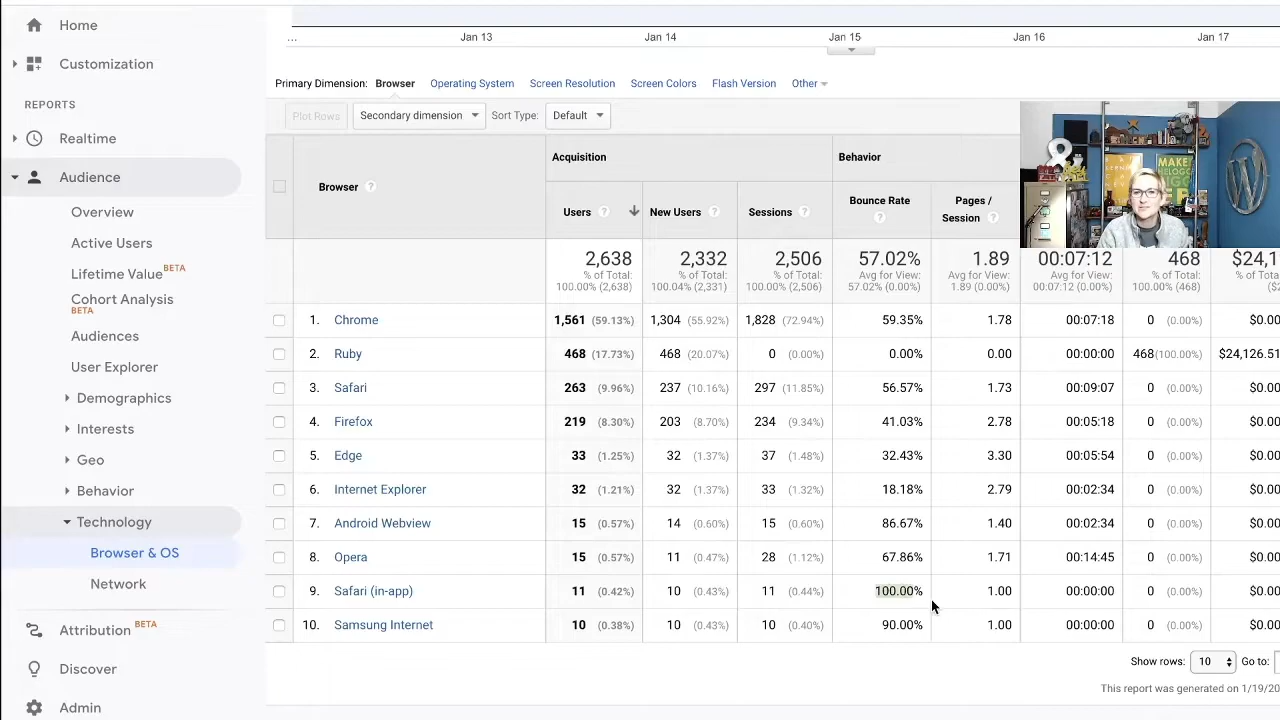 Home
Customization
REPORTS
Realtime
Audience
Overview
Active Users
Lifetime Value BETA
Cohort Analysis
BETA
Audiences
User Explorer
Demographics
Interests
Geo
Behavior
Technology
Browser & OS
Network
Attribution BETA
Discover
Admin
... Jan 13 Jan 14 Jan 15 Jan 16 Jan 17
Primary Dimension: Browser Operating System Screen Resolution Screen Colors Flash Version Other
Plot Rows Secondary dimension Sort Type: Default
Browser ? Acquisition Behavior
Users ? New Users ? Sessions ? Bounce Rate ? Pages / Session ?
2,638 2,332 2,506 57.02% 1.89 00:07:12 468 $24,1
% of Total: % of Total: % of Total: Avg for View: Avg for View: Avg for View: % of Total: % of Tota
100.00% (2,638) 100.04% (2,331) 100.00% (2,506) 57.02% (0.00%) 1.89 (0.00%) 00:07:12 (0.00%) 100.00% (468) ($2
1. Chrome 1,561 (59.13%) 1,304 (55.92%) 1,828 (72.94%) 59.35% 1.78 00:07:18 0 (0.00%) $0.00
2. Ruby 468 (17.73%) 468 (20.07%) 0 (0.00%) 0.00% 0.00 00:00:00 468(100.00%) $24,126.51
3. Safari 263 (9.96%) 237 (10.16%) 297 (11.85%) 56.57% 1.73 00:09:07 0 (0.00%) $0.00
4. Firefox 219 (8.30%) 203 (8.70%) 234 (9.34%) 41.03% 2.78 00:05:18 0 (0.00%) $0.00
5. Edge 33 (1.25%) 32 (1.37%) 37 (1.48%) 32.43% 3.30 00:05:54 0 (0.00%) $0.00
6. Internet Explorer 32 (1.21%) 32 (1.37%) 33 (1.32%) 18.18% 2.79 00:02:34 0 (0.00%) $0.00
7. Android Webview 15 (0.57%) 14 (0.60%) 15 (0.60%) 86.67% 1.40 00:02:34 0 (0.00%) $0.00
8. Opera 15 (0.57%) 11 (0.47%) 28 (1.12%) 67.86% 1.71 00:14:45 0 (0.00%) $0.00
9. Safari (in-app) 11 (0.42%) 10 (0.43%) 11 (0.44%) 100.00% 1.00 00:00:00 0 (0.00%) $0.00
10. Samsung Internet 10 (0.38%) 10 (0.43%) 10 (0.40%) 90.00% 1.00 00:00:00 0 (0.00%) $0.00
Show rows: 10 Go to:
This report was generated on 1/19/20
MAKE